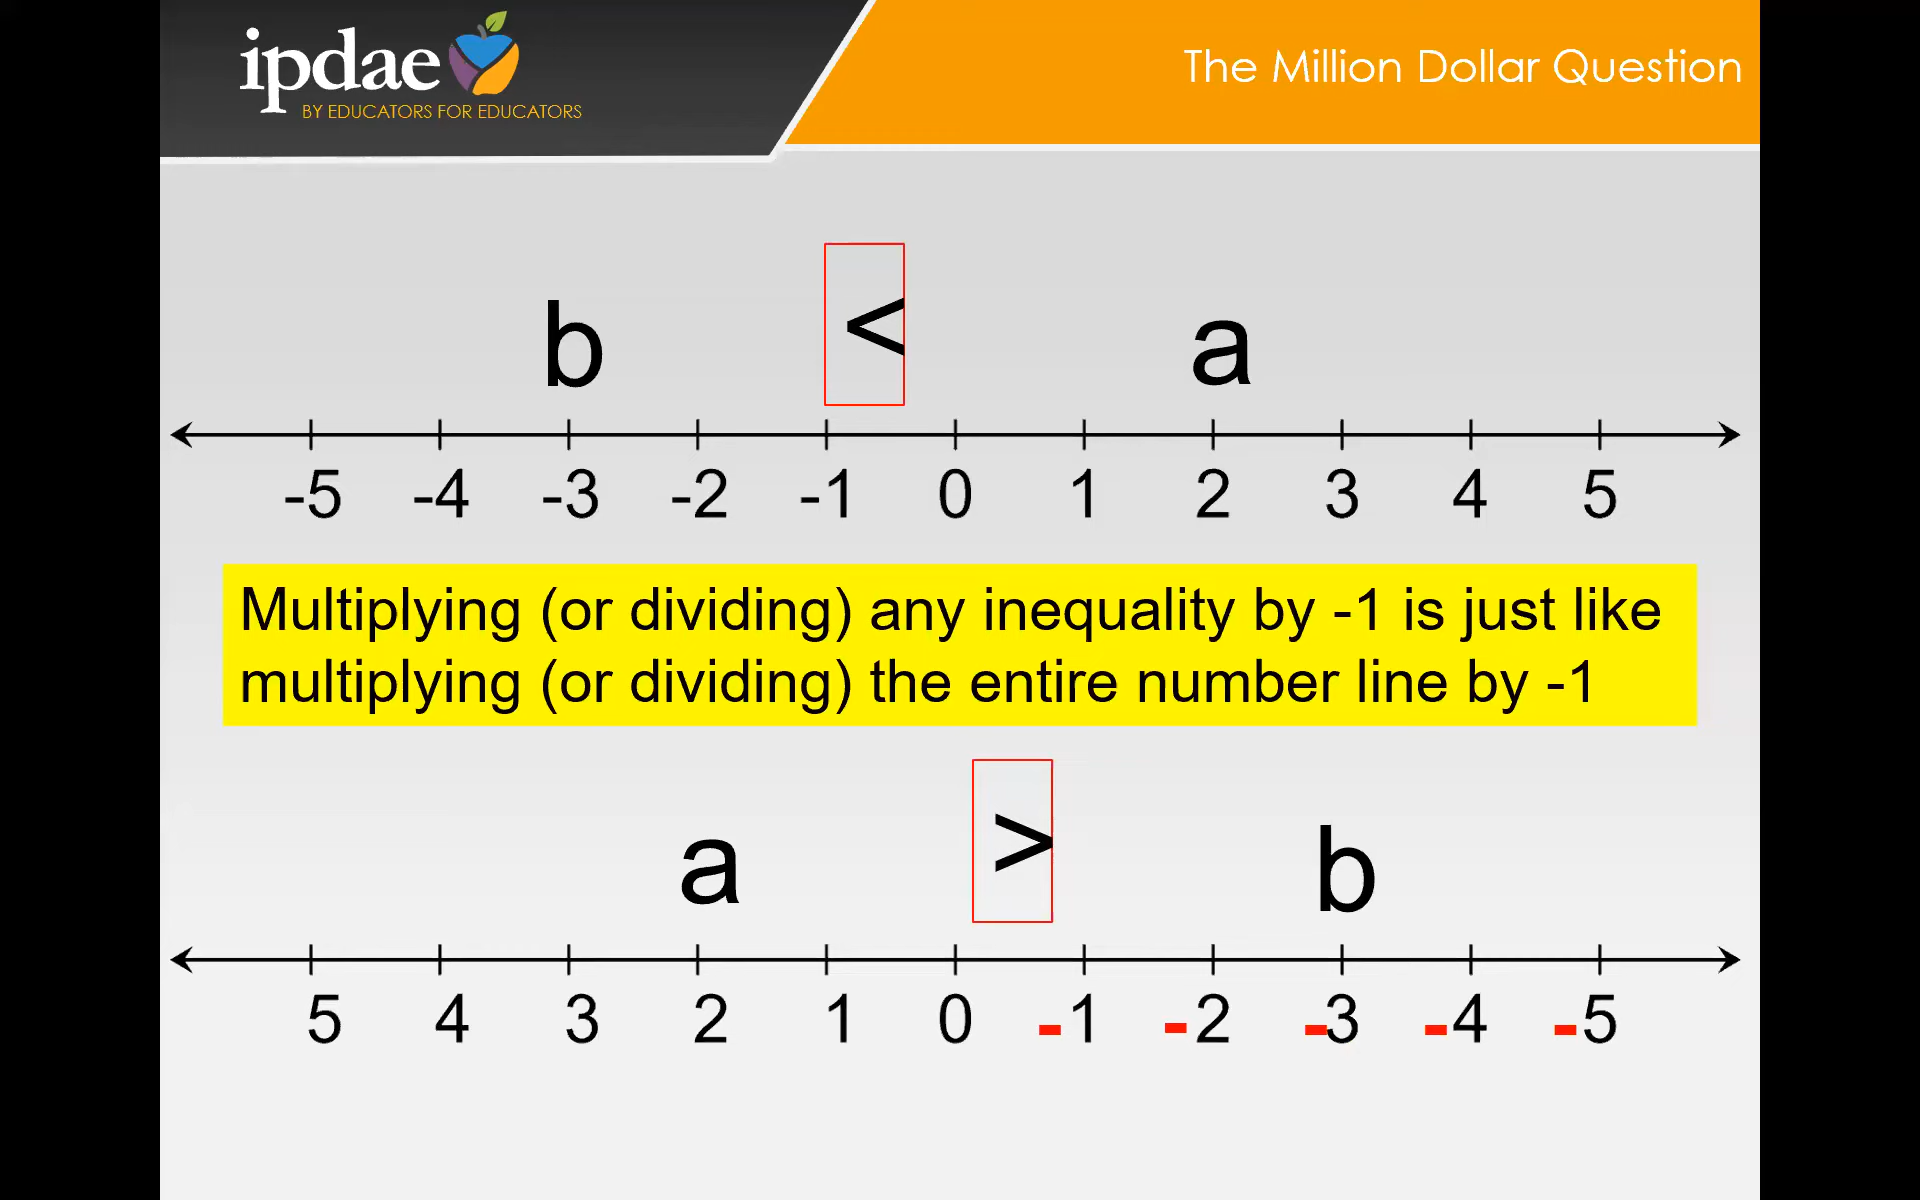 ipdae
BY EDUCATORS FOR EDUCATORS
The Million Dollar Question
b < a
-5 -4 -3 -2 -1 0 1 2 3 4 5
Multiplying (or dividing) any inequality by -1 is just like
multiplying (or dividing) the entire number line by -1
a > b
5 4 3 2 1 0 -1 -2 -3 -4 -5